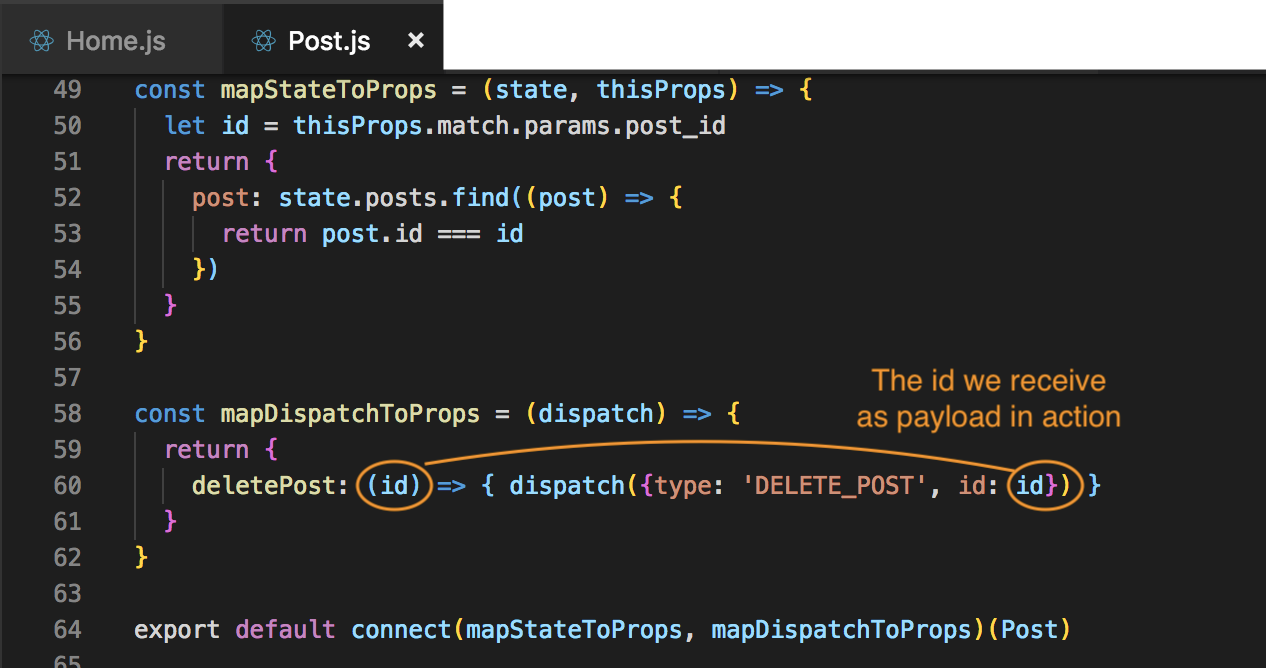 Home.js Post.js ×
49 const mapStateToProps = (state, thisProps) => {
50 let id = thisProps.match.params.post_id
51 return {
52 post: state.posts.find((post) => {
53 return post.id === id
54 })
55 }
56 }
57
The id we receive
as payload in action
58 const mapDispatchToProps = (dispatch) => {
59 return {
60 deletePost: (id) => { dispatch({type: 'DELETE_POST', id: id}) }
61 }
62 }
63
64 export default connect(mapStateToProps, mapDispatchToProps)(Post)
65